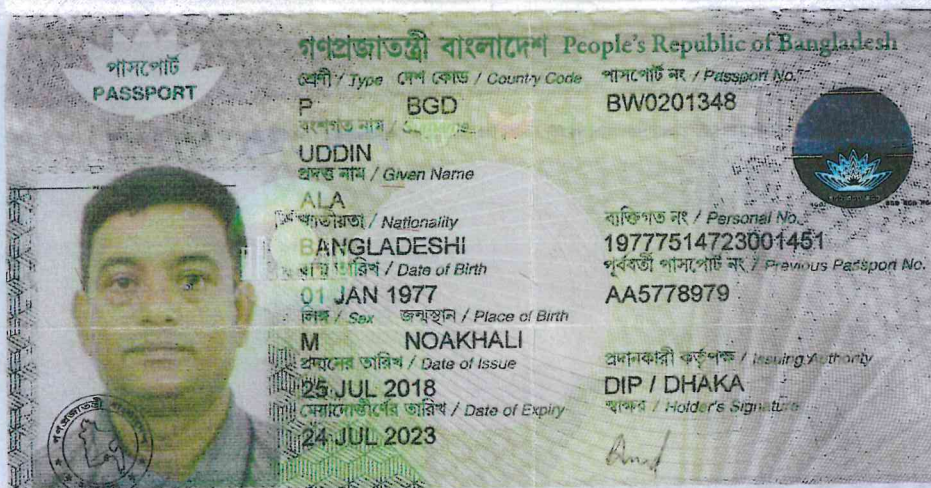 পাসপোর্ট
PASSPORT
গণপ্রজাতন্ত্রী বাংলাদেশ People's Republic of Bangladesh
শ্রেণী / Type দেশ কোড / Country Code পাসপোর্ট নং / Passport No.
P BGD BW0201348
বংশগত নাম /
UDDIN
প্রদত্ত নাম / Given Name
ALA
জাতীয়তা / Nationality ব্যক্তিগত নং / Personal No.
BANGLADESHI 19777514723001451
জন্ম তারিখ / Date of Birth পূর্ববর্তী পাসপোর্ট নং / Previous Passport No.
01 JAN 1977 AA5778979
লিঙ্গ / Sex জন্মস্থান / Place of Birth
M NOAKHALI
প্রদানের তারিখ / Date of Issue প্রদানকারী কর্তৃপক্ষ / Issuing Authority
25 JUL 2018 DIP / DHAKA
মেয়াদোত্তীর্ণের তারিখ / Date of Expiry স্বাক্ষর / Holder's Signature
24 JUL 2023